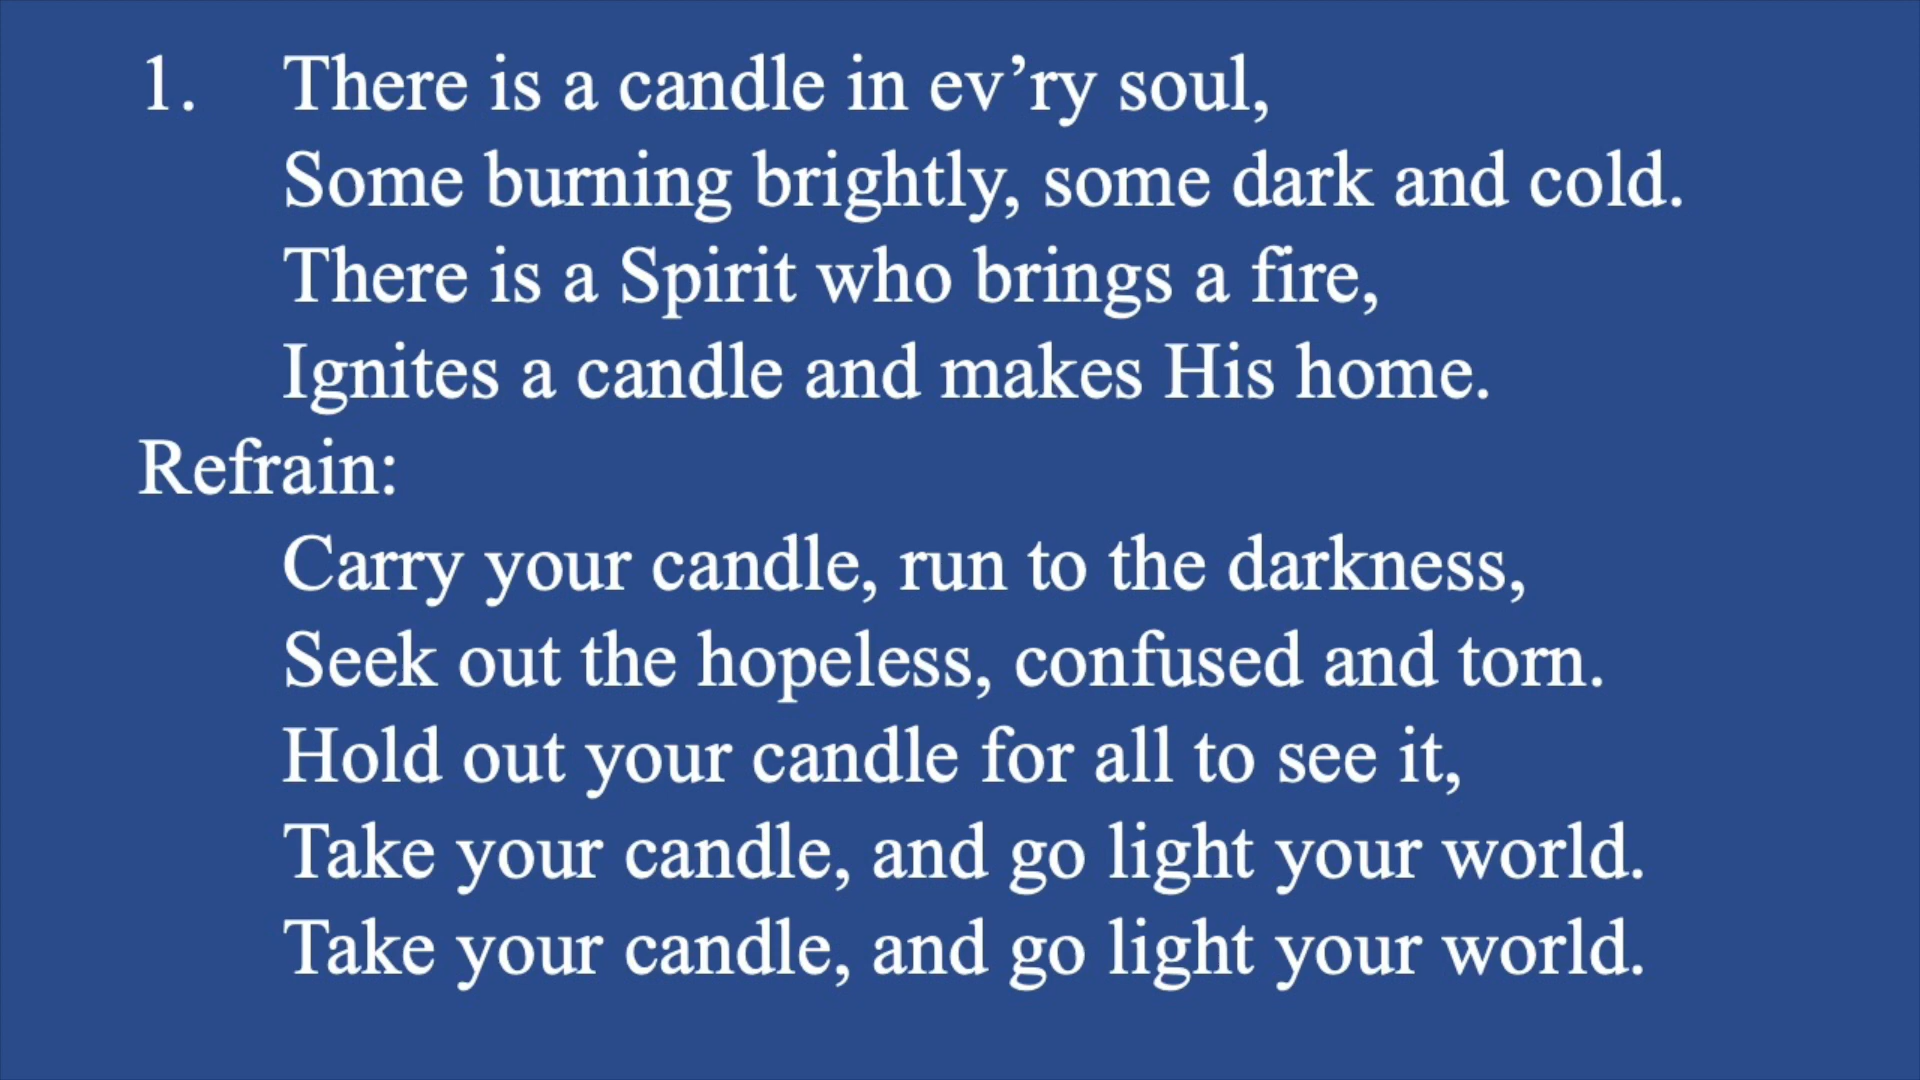 1. There is a candle in ev’ry soul,
Some burning brightly, some dark and cold.
There is a Spirit who brings a fire,
Ignites a candle and makes His home.
Refrain:
Carry your candle, run to the darkness,
Seek out the hopeless, confused and torn.
Hold out your candle for all to see it,
Take your candle, and go light your world.
Take your candle, and go light your world.